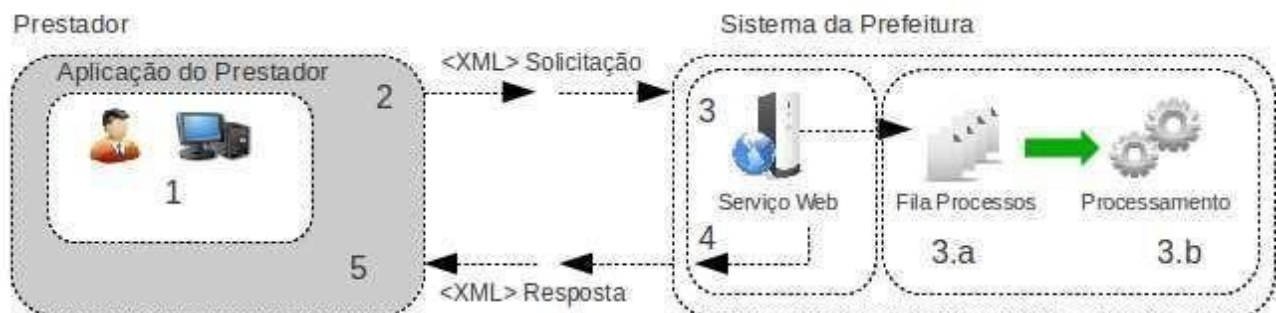 Prestador
Sistema da Prefeitura
Aplicação do Prestador
<XML> Solicitação
2
3
1
Serviço Web
Fila Processos
Processamento
4
3.a
3.b
5
<XML> Resposta